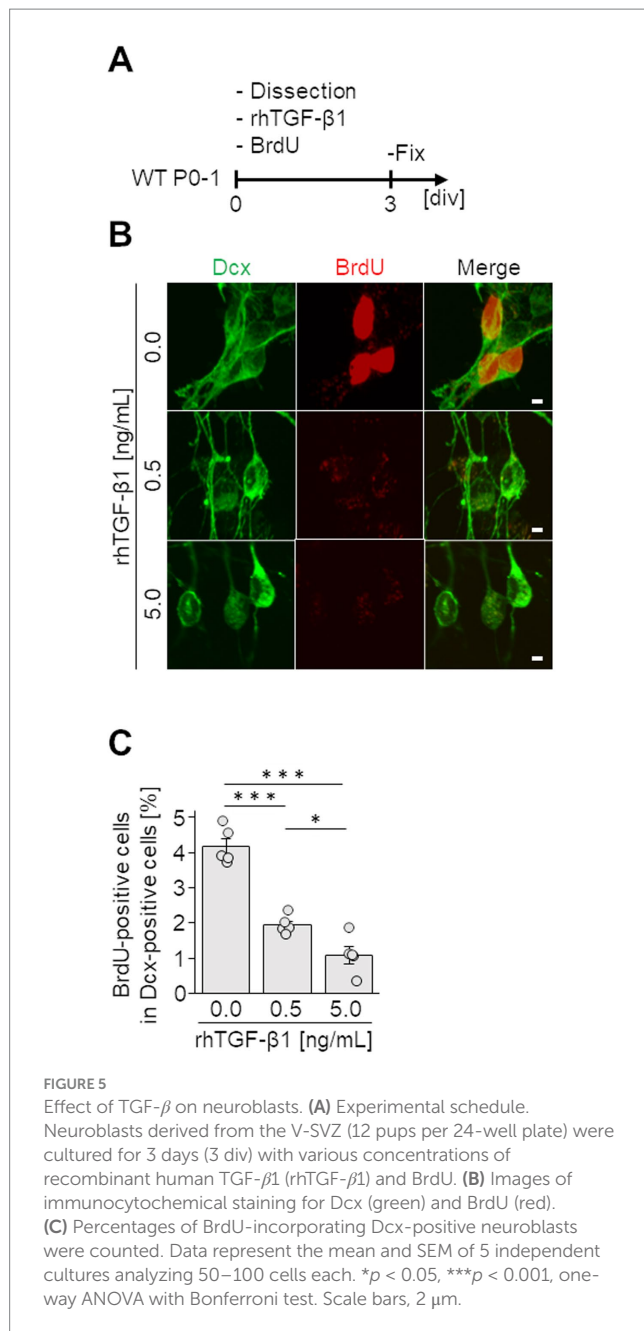 A
- Dissection
- rhTGF-β1
- BrdU
-Fix
WT P0-1
0
3
[div]
B
Dcx
BrdU
Merge
rhTGF-β1 [ng/mL]
0.0
0.5
5.0
C
BrdU-positive cells
in Dcx-positive cells [%]
***
***
*
5
4
3
2
1
0
0.0
0.5
5.0
rhTGF-β1 [ng/mL]
FIGURE 5
Effect of TGF-β on neuroblasts. (A) Experimental schedule.
Neuroblasts derived from the V-SVZ (12 pups per 24-well plate) were
cultured for 3 days (3 div) with various concentrations of
recombinant human TGF-β1 (rhTGF-β1) and BrdU. (B) Images of
immunocytochemical staining for Dcx (green) and BrdU (red).
(C) Percentages of BrdU-incorporating Dcx-positive neuroblasts
were counted. Data represent the mean and SEM of 5 independent
cultures analyzing 50–100 cells each. *p < 0.05, ***p < 0.001, one-
way ANOVA with Bonferroni test. Scale bars, 2 μm.